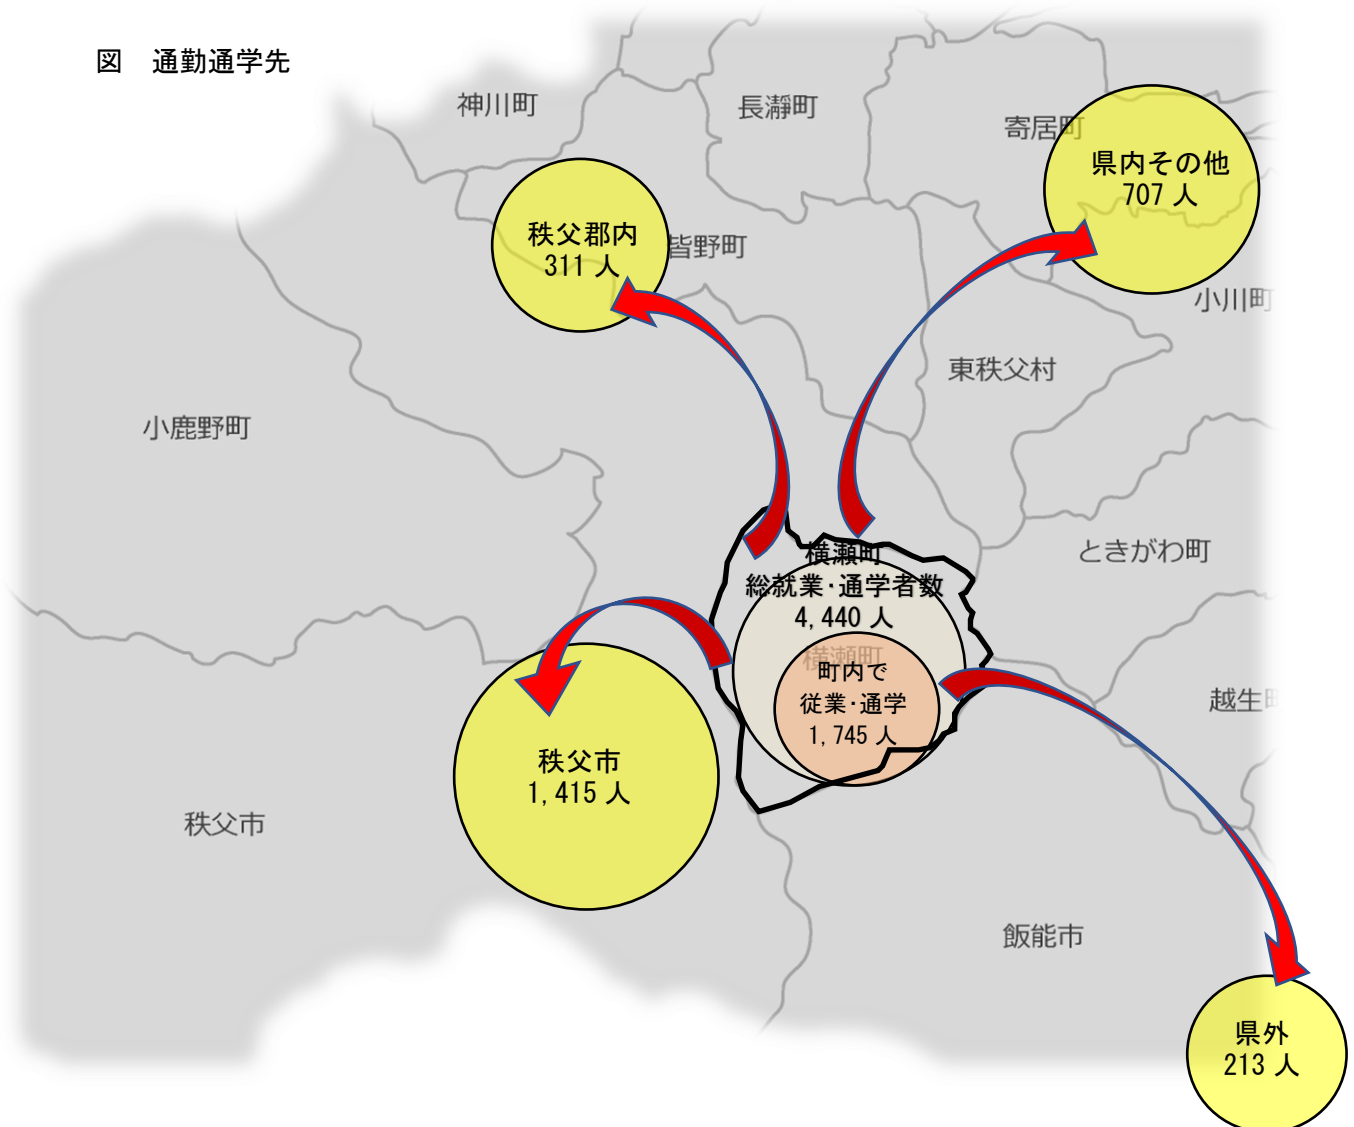 図　通勤通学先
神川町
長瀞町
寄居町
県内その他
707 人
秩父郡内
311 人
皆野町
小川町
東秩父村
小鹿野町
ときがわ町
横瀬町
総就業・通学者数
4,440 人
横瀬町
町内で
従業・通学
1,745 人
越生町
秩父市
1,415 人
秩父市
飯能市
県外
213 人